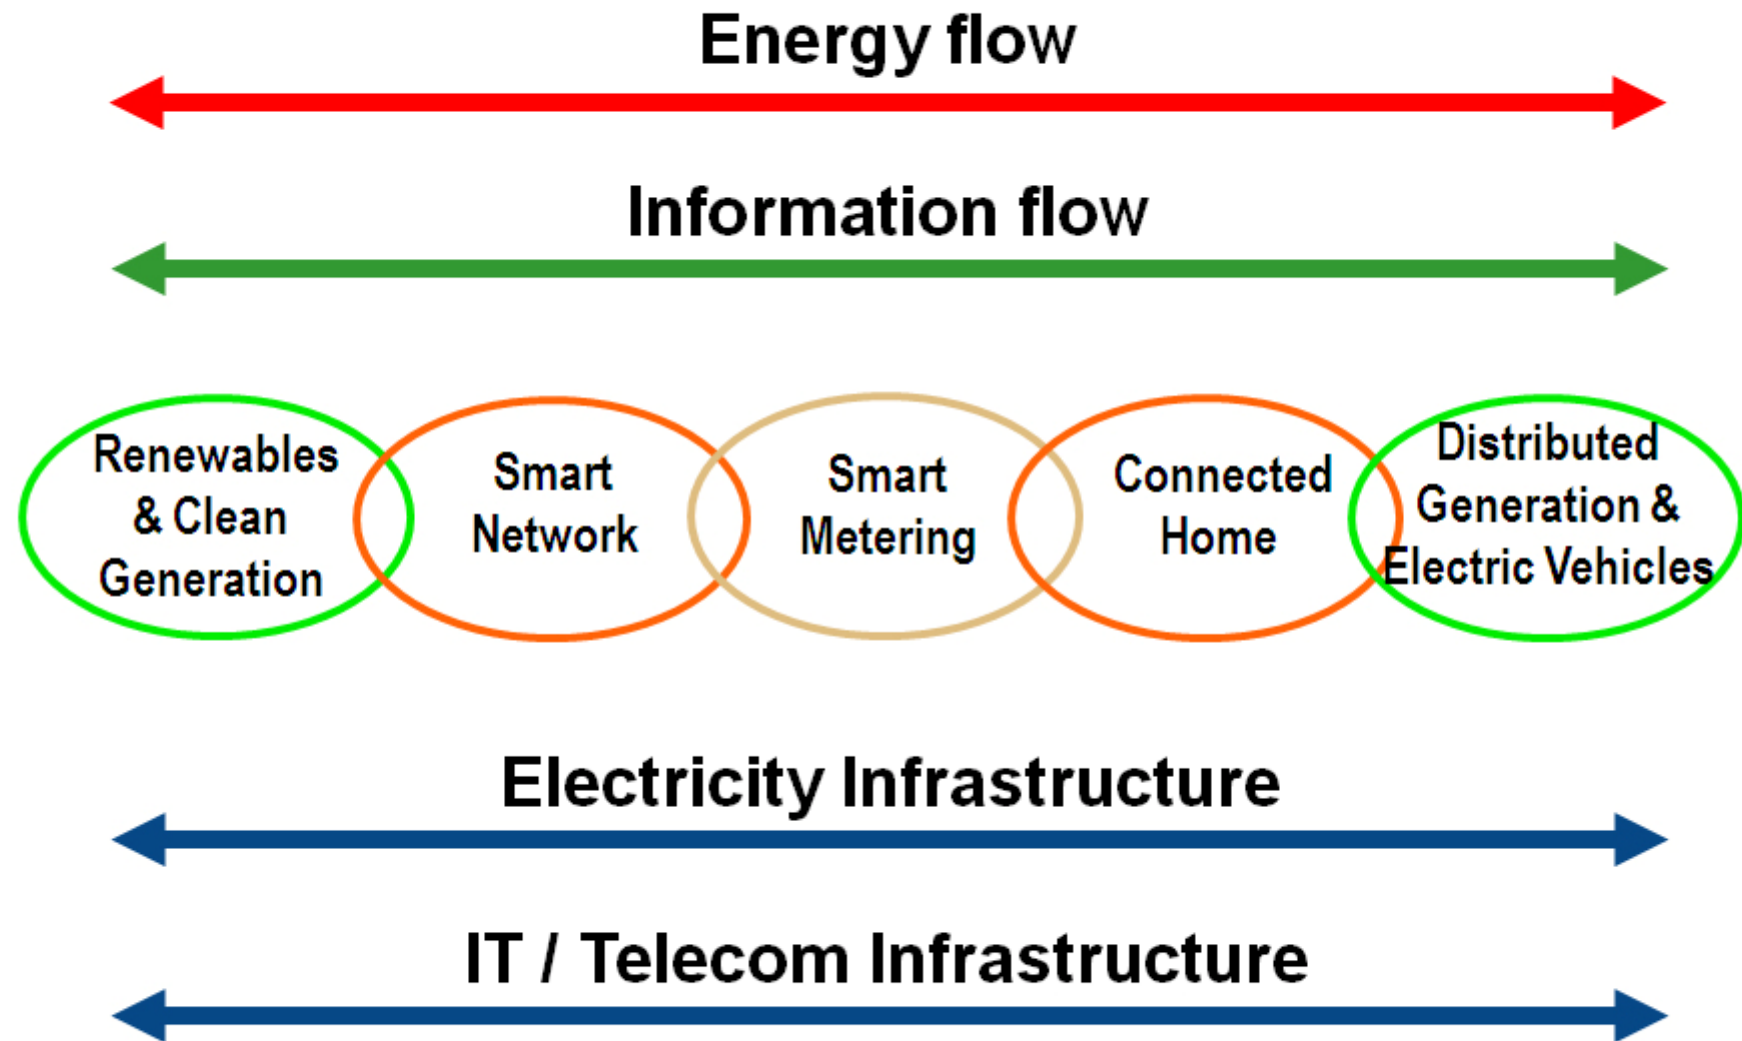 Energy flow
Information flow
Renewables
& Clean
Generation
Smart
Network
Smart
Metering
Connected
Home
Distributed
Generation &
Electric Vehicles
Electricity Infrastructure
IT / Telecom Infrastructure